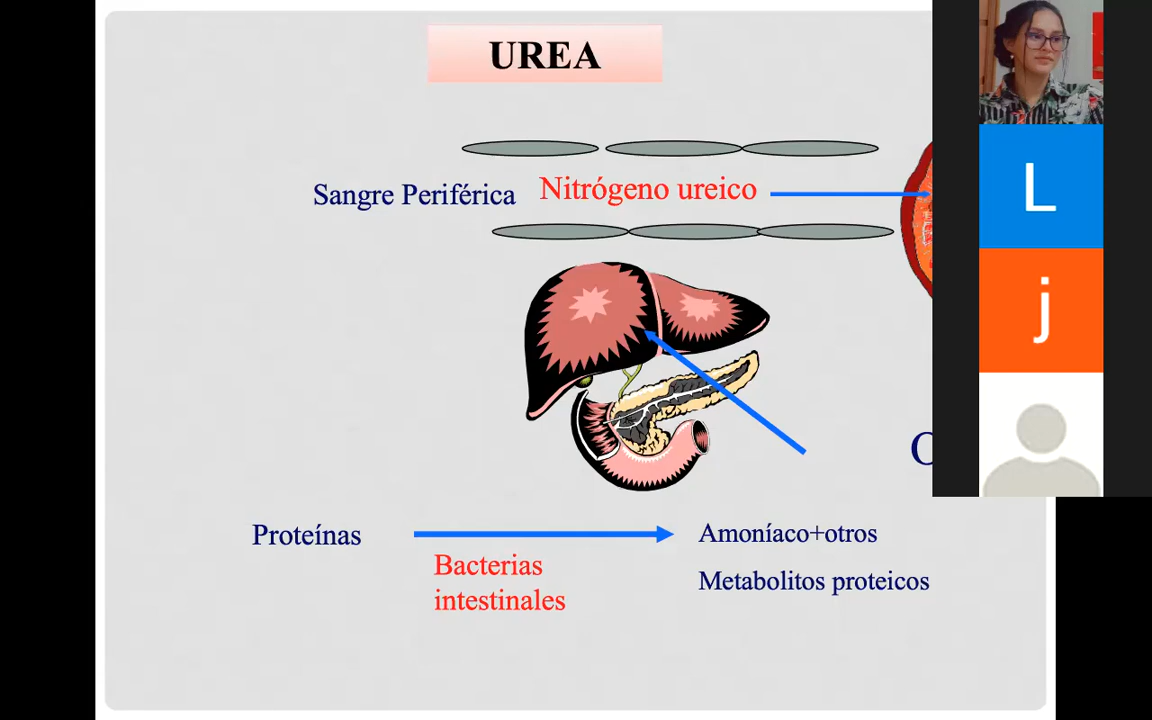 UREA
Sangre Periférica
Nitrógeno ureico
L
j
Proteínas
Amoníaco+otros
Bacterias
intestinales
Metabolitos proteicos